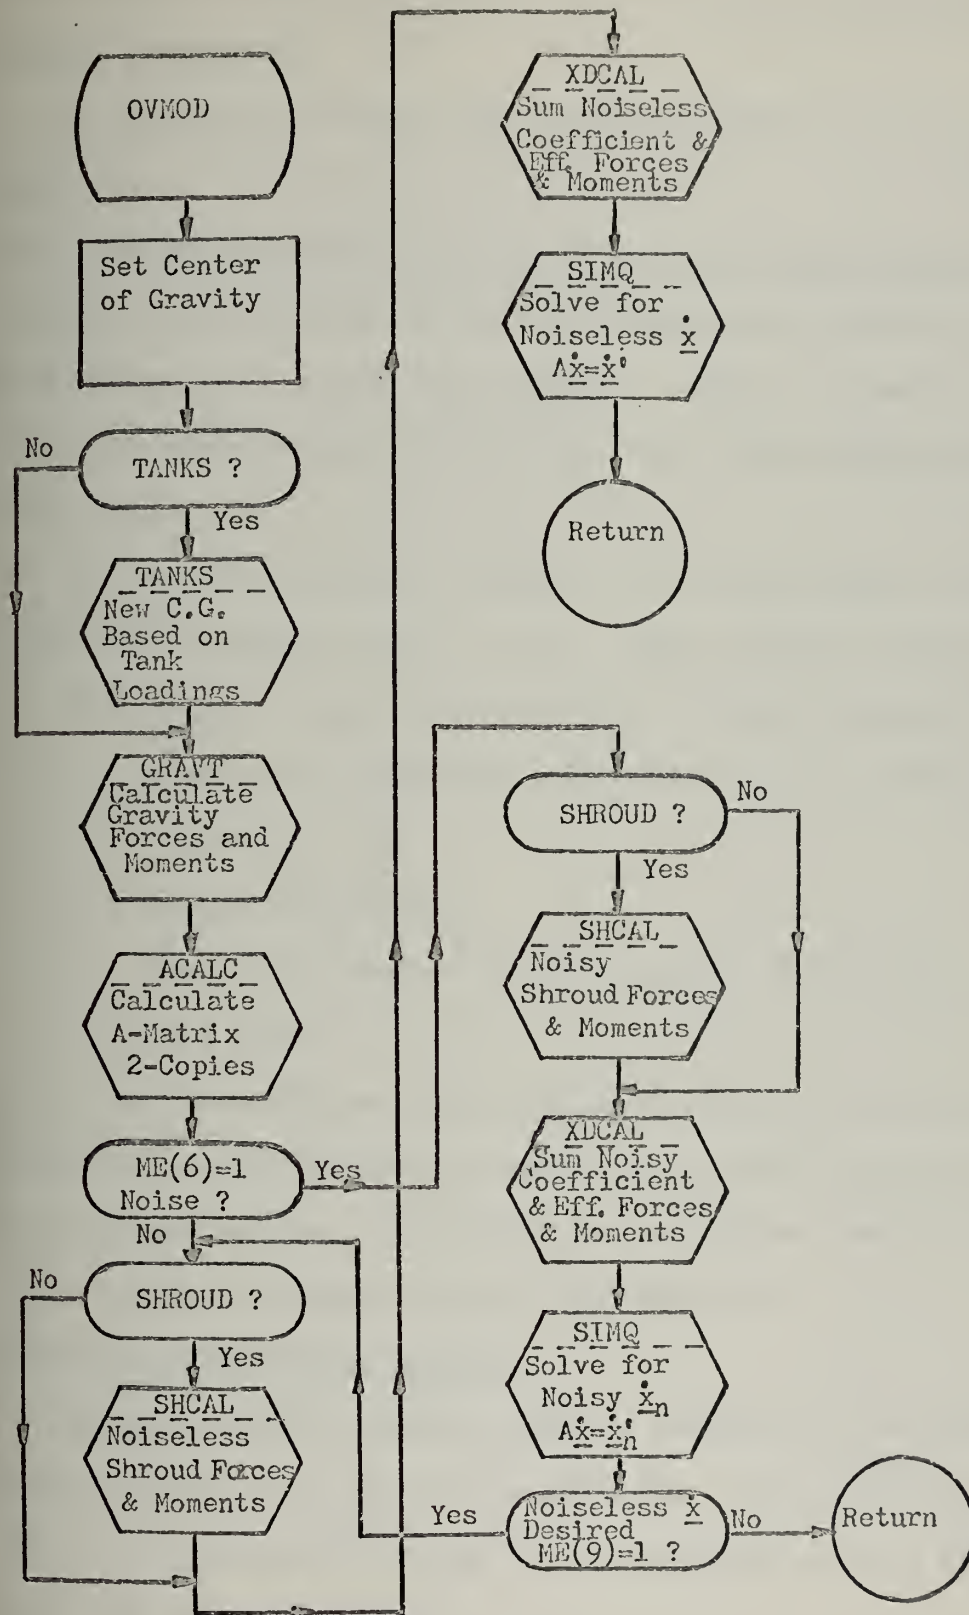 OVMOD
Set Center
of Gravity
TANKS ?
No
Yes
TANKS
New C.G.
Based on
Tank
Loadings
GRAVT
Calculate
Gravity
Forces and
Moments
ACALC
Calculate
A-Matrix
2-Copies
ME(6)=1
Noise ?
Yes
No
SHROUD ?
No
Yes
SHCAL
Noiseless
Shroud Forces
& Moments
XDCAL
Sum Noiseless
Coefficient &
Eff. Forces
& Moments
SIMQ
Solve for
Noiseless ẋ
Aẋ=ẋ'
Return
SHROUD ?
No
Yes
SHCAL
Noisy
Shroud Forces
& Moments
XDCAL
Sum Noisy
Coefficient
& Eff. Forces
& Moments
SIMQ
Solve for
Noisy ẋn
Aẋ=ẋ'n
Noiseless ẋ
Desired
ME(9)=1 ?
Yes
No
Return